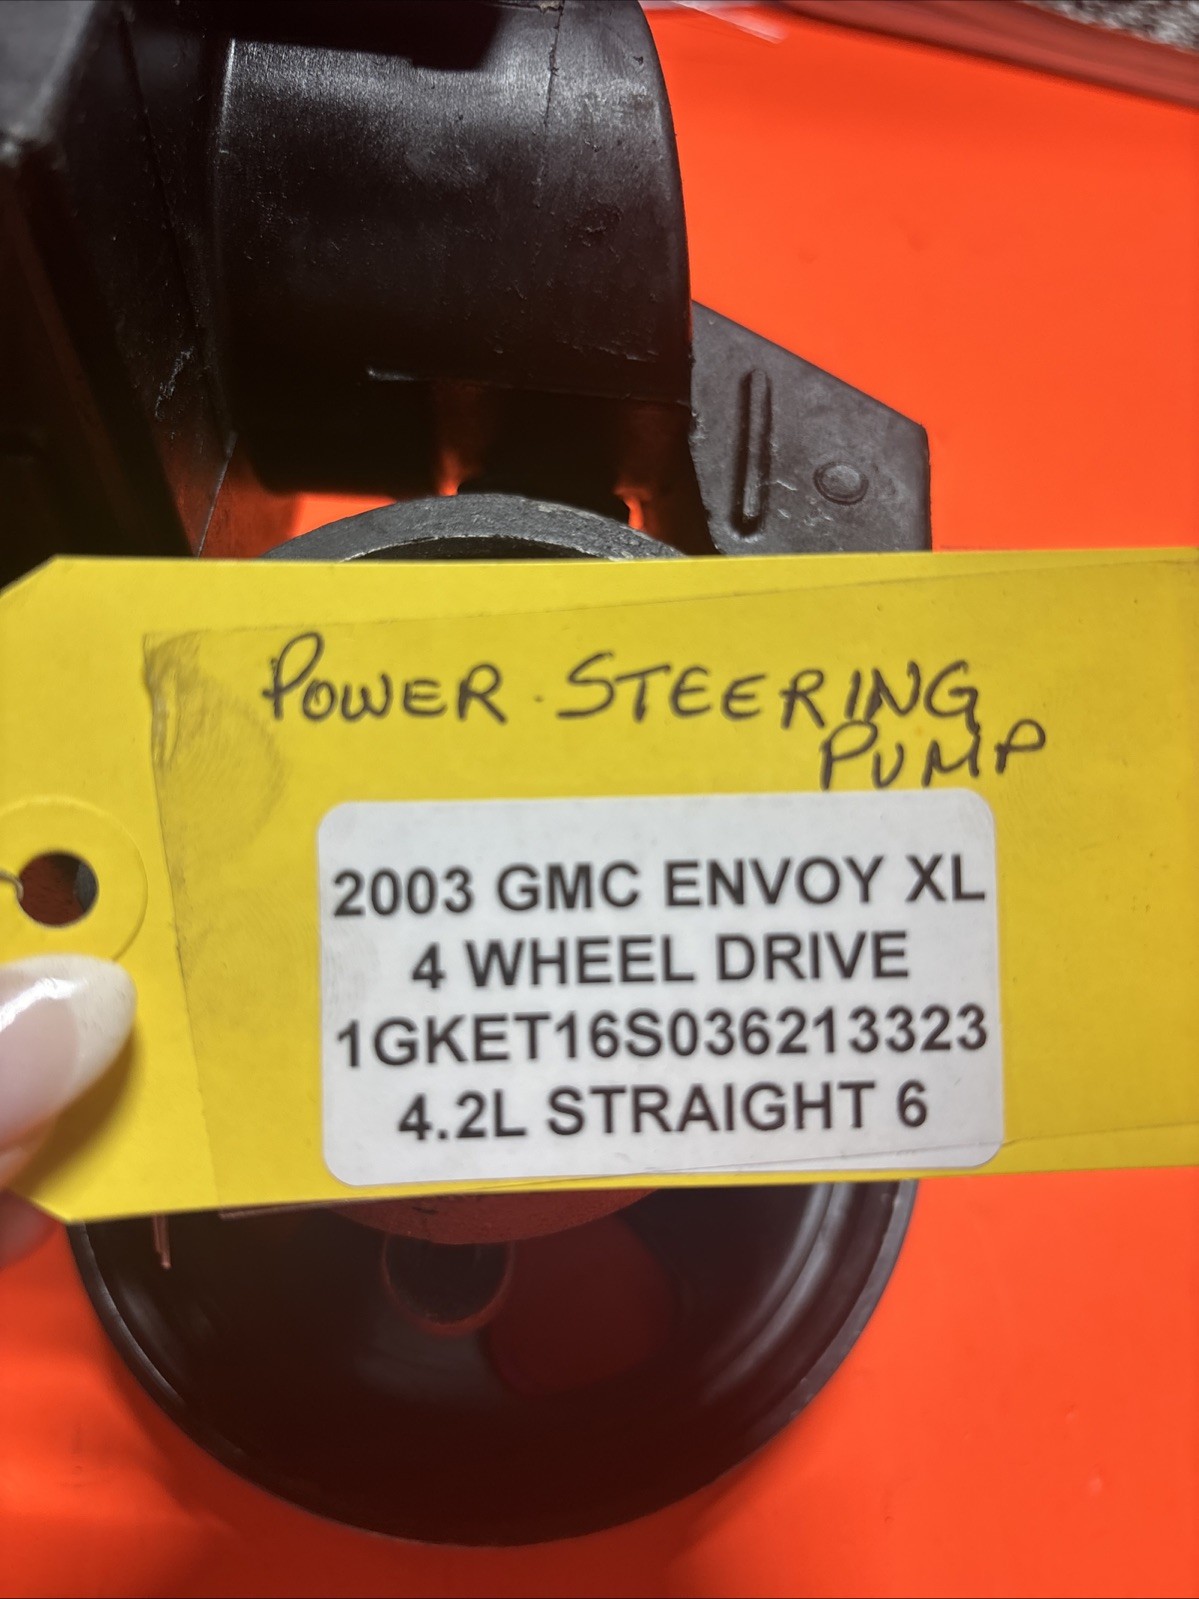 POWER STEERING
PUMP
2003 GMC ENVOY XL
4 WHEEL DRIVE
1GKET16S036213323
4.2L STRAIGHT 6